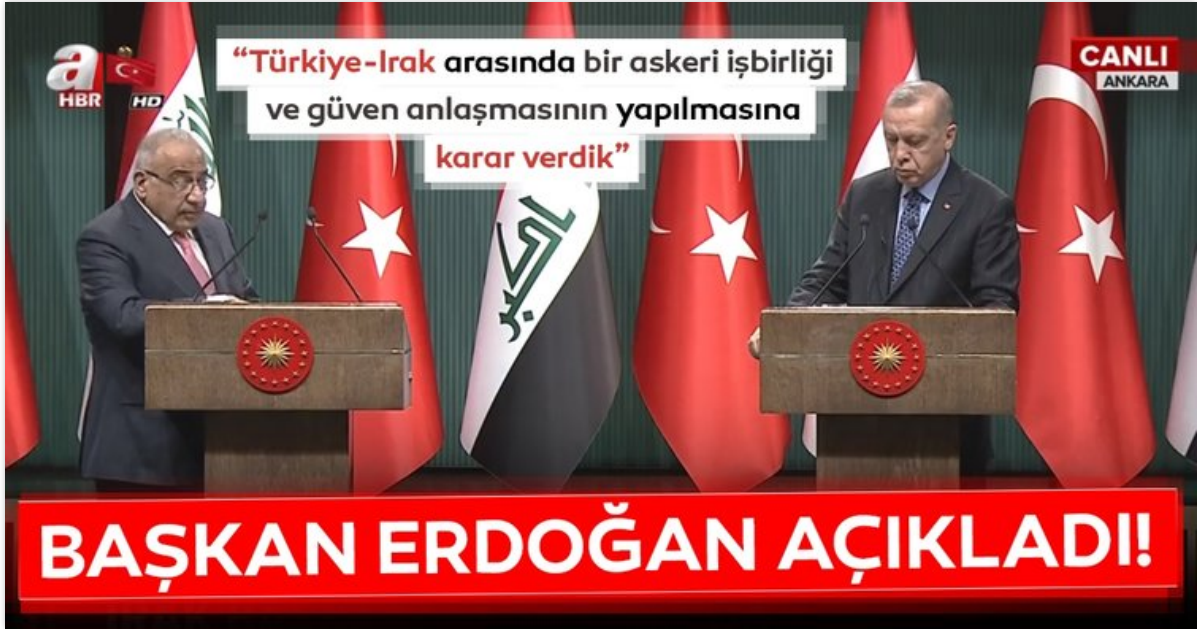 a
HBR
HD
"Türkiye-Irak arasında bir askeri işbirliği
ve güven anlaşmasının yapılmasına
karar verdik"
CANLI
ANKARA
اكبر
BAŞKAN ERDOĞAN AÇIKLADI!